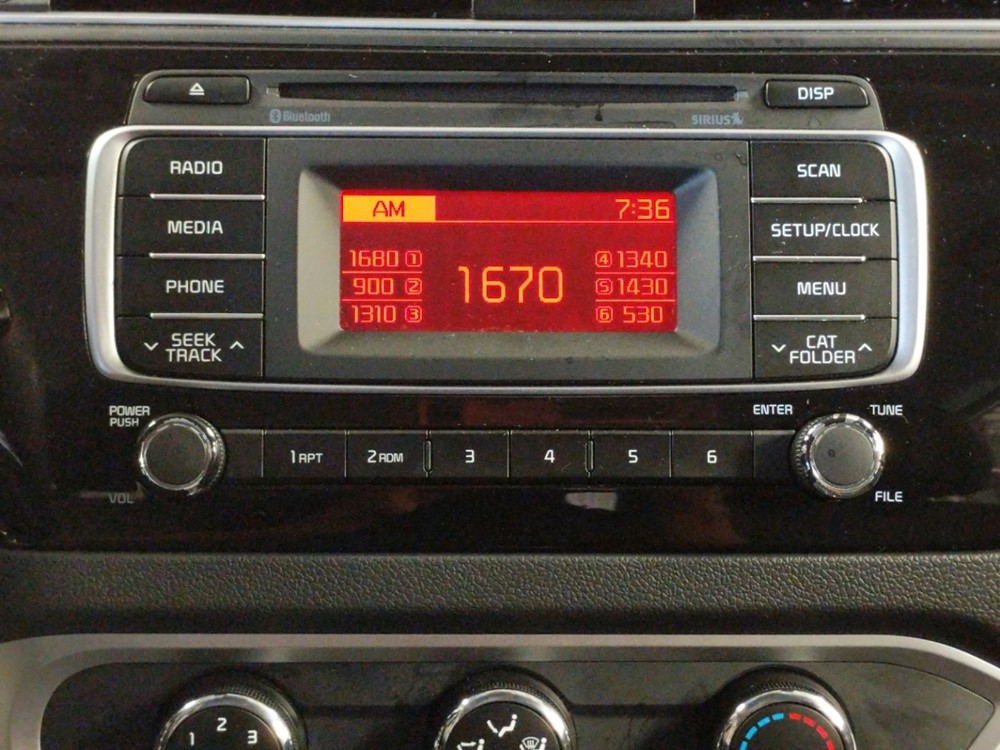 DISP
Bluetooth
SIRIUS
RADIO
MEDIA
PHONE
SEEK
TRACK
AM 7:36
1680 1
900 2
1310 3
1670
4 1340
5 1430
6 530
SCAN
SETUP/CLOCK
MENU
CAT
FOLDER
POWER
PUSH
VOL
1 RPT 2 RDM 3 4 5 6
ENTER TUNE
FILE
1 2 3